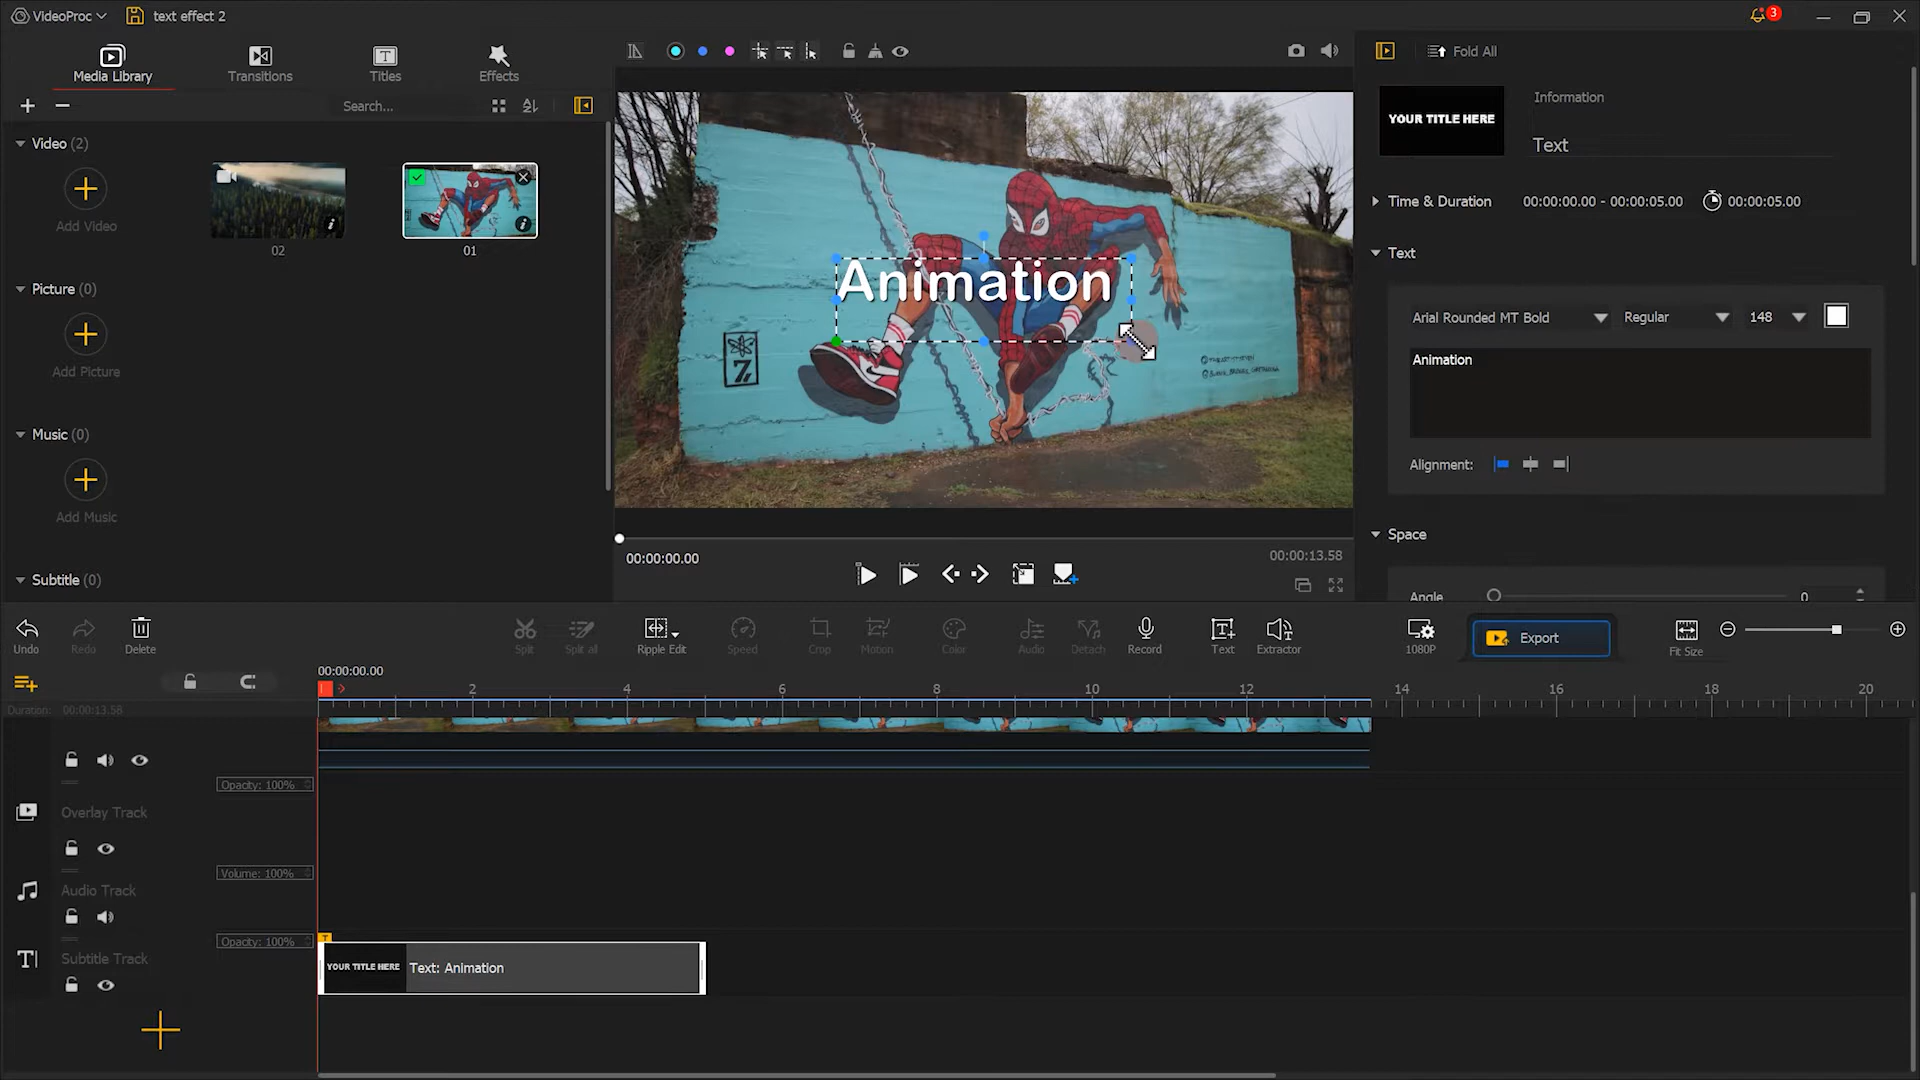 VideoProc
text effect 2
3
Media Library
Transitions
Titles
Effects
Fold All
Search...
YOUR TITLE HERE
Information
Text
Video (2)
Add Video
02
01
Time & Duration
00:00:00.00 - 00:00:05.00
00:00:05.00
Text
Picture (0)
Add Picture
Animation
7
Arial Rounded MT Bold
Regular
148
Animation
Alignment:
Music (0)
Add Music
Space
00:00:00.00
00:00:13.58
Subtitle (0)
Angle
0
Undo
Redo
Delete
Split
Split all
Ripple Edit
Speed
Crop
Motion
Color
Audio
Detach
Record
Text
Extractor
1080P
Export
Fit Size
00:00:00.00
2
4
6
8
10
12
14
16
18
20
Duration:
00:00:13.58
Opacity: 100%
Overlay Track
Volume: 100%
Audio Track
Opacity: 100%
Subtitle Track
YOUR TITLE HERE
Text: Animation